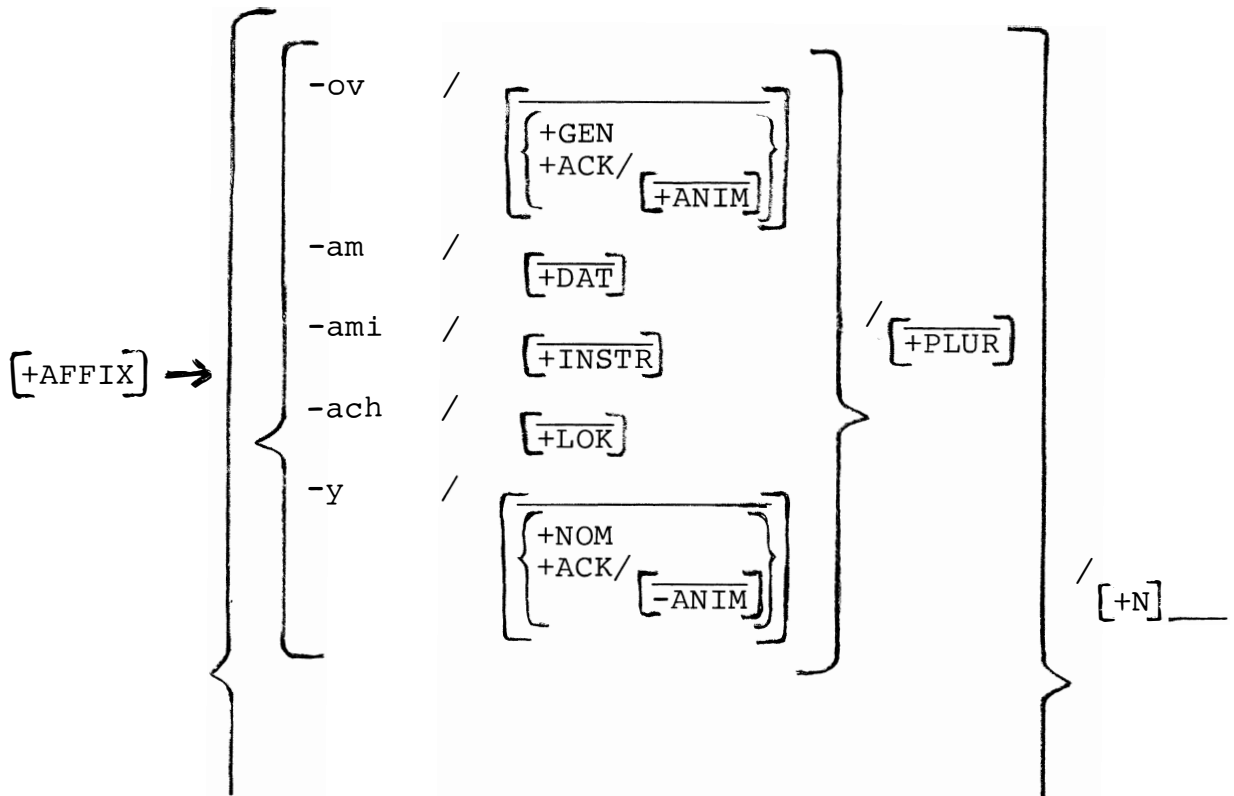 -ov /
+GEN
+ACK/
[+ANIM]
-am /
[+DAT]
-ami / /
[+INSTR] [+PLUR]
[+AFFIX] →
-ach /
[+LOK]
-y /
+NOM
+ACK/
[-ANIM] /
[+N]___